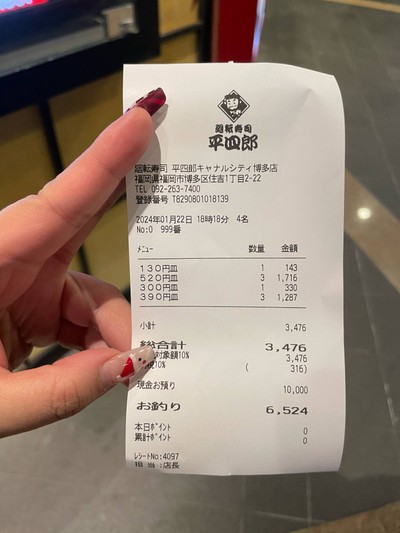 廻転寿司
平四郎
廻転寿司 平四郎キャナルシティ博多店
福岡県福岡市博多区住吉1丁目2-22
TEL 092-263-7400
登録番号 T8290801018139
2024年01月22日 18時18分 4名
No:0 999番
ﾒﾆｭｰ 数量 金額
130円皿 1 143
520円皿 3 1,716
300円皿 1 330
390円皿 3 1,287
小計 3,476
総合計 3,476
対象額10% 3,476
10% ( 316)
現金お預り 10,000
お釣り 6,524
本日ﾎﾟｲﾝﾄ 0
累計ﾎﾟｲﾝﾄ 0
ﾚｼｰﾄNo:4097
担 当:店長